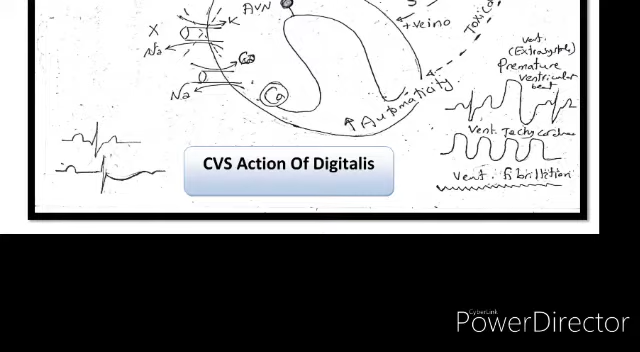 AVN
K
X
+veino
Na
Ca
Na
Ca
↑ Automaticity
Vent.
(Extrasystole)
Premature
ventricular
beat
Vent. Tachycardia
Vent. fibrillation
CVS Action Of Digitalis
CyberLink
PowerDirector